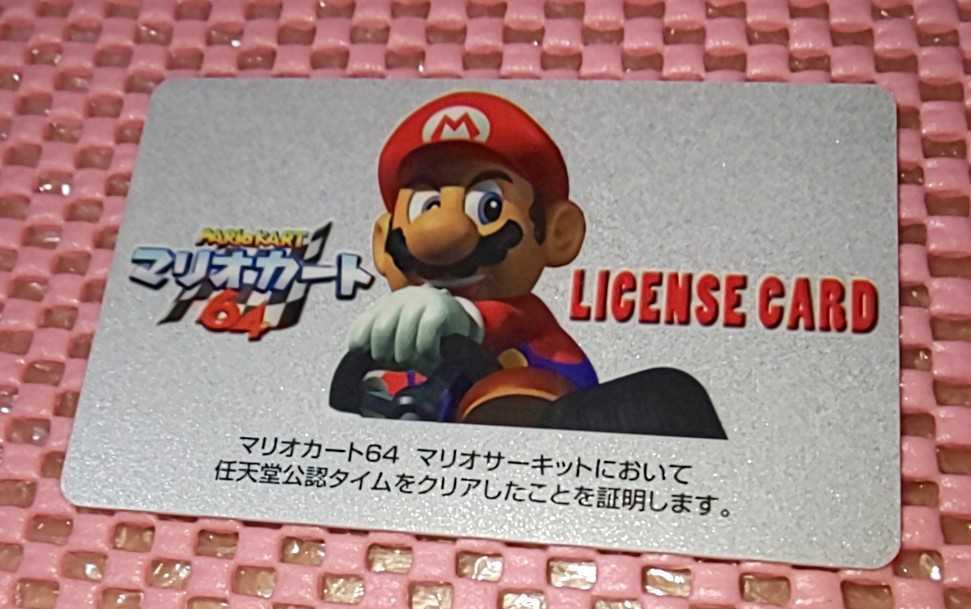 MARIO KART
マリオカート
64
LICENSE CARD
マリオカート64 マリオサーキットにおいて
任天堂公認タイムをクリアしたことを証明します。
M